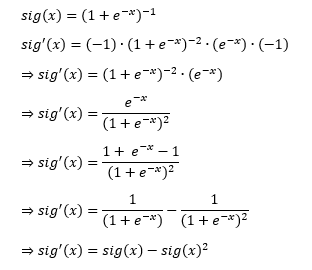 sig(x) = (1 + e⁻ˣ)⁻¹
sig′(x) = (−1) · (1 + e⁻ˣ)⁻² · (e⁻ˣ) · (−1)
⇒ sig′(x) = (1 + e⁻ˣ)⁻² · (e⁻ˣ)
⇒ sig′(x) = e⁻ˣ / (1 + e⁻ˣ)²
⇒ sig′(x) = (1 + e⁻ˣ − 1) / (1 + e⁻ˣ)²
⇒ sig′(x) = 1 / (1 + e⁻ˣ) − 1 / (1 + e⁻ˣ)²
⇒ sig′(x) = sig(x) − sig(x)²